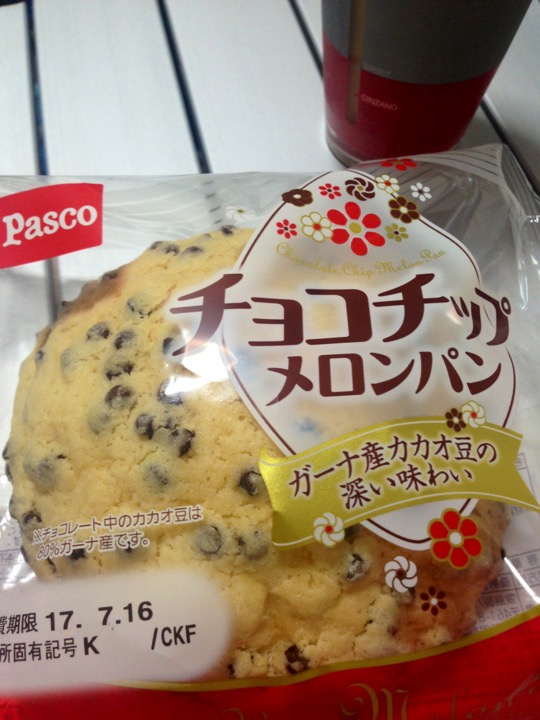 CINZANO
Pasco
Chocolate Chip Melon Pan
チョコチップ
メロンパン
ガーナ産カカオ豆の
深い味わい
※チョコレート中のカカオ豆は
80%ガーナ産です。
費期限 17. 7.16
所固有記号 K /CKF